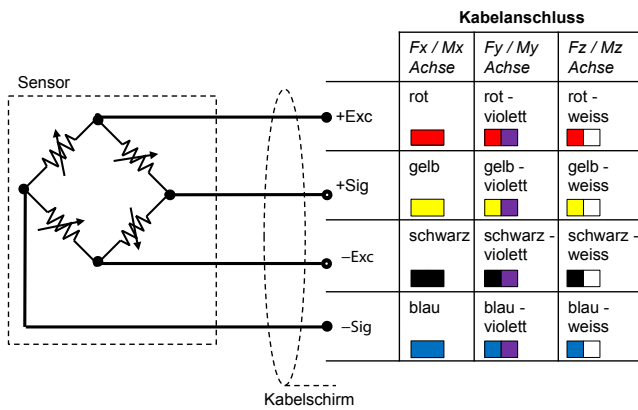 Kabelanschluss
Fx / Mx Fy / My Fz / Mz
Achse Achse Achse
Sensor
+Exc rot rot - rot -
violett weiss
+Sig gelb gelb - gelb -
violett weiss
–Exc schwarz schwarz - schwarz -
violett weiss
–Sig blau blau - blau -
violett weiss
Kabelschirm